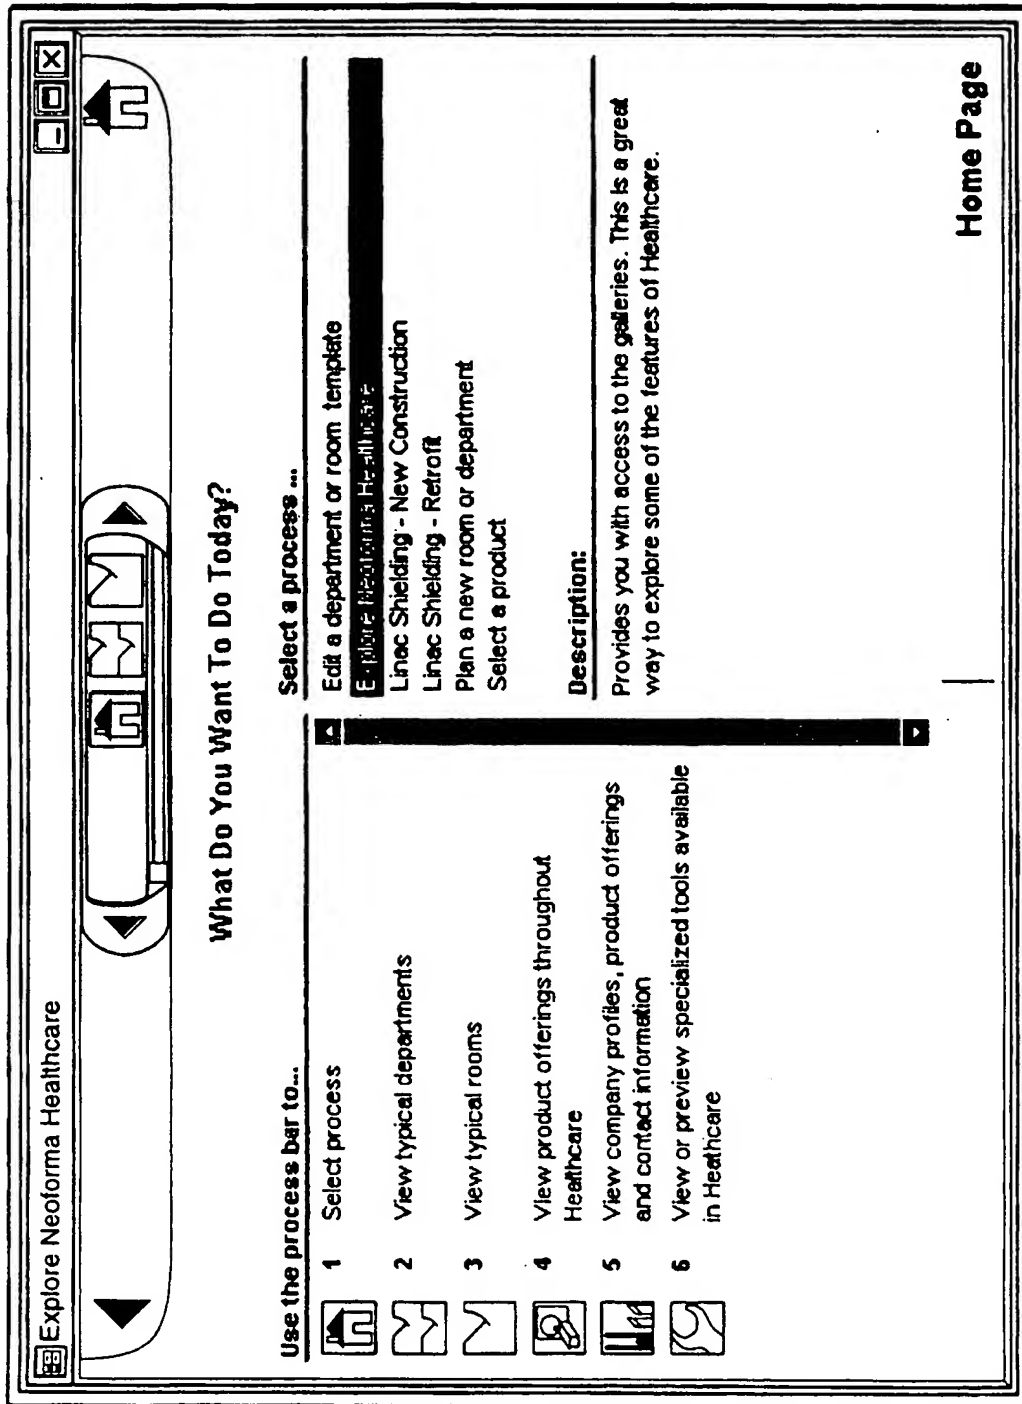 Explore Neoforma Healthcare
What Do You Want To Do Today?
Use the process bar to...
1 Select process
2 View typical departments
3 View typical rooms
4 View product offerings throughout
Healthcare
5 View company profiles, product offerings
and contact information
6 View or preview specialized tools available
in Heathcare
Select a process ...
Edit a department or room template
Explore Neoforma Healthcare
Linac Shielding - New Construction
Linac Shielding - Retrofit
Plan a new room or department
Select a product
Description:
Provides you with access to the galleries. This is a great
way to explore some of the features of Healthcare.
Home Page